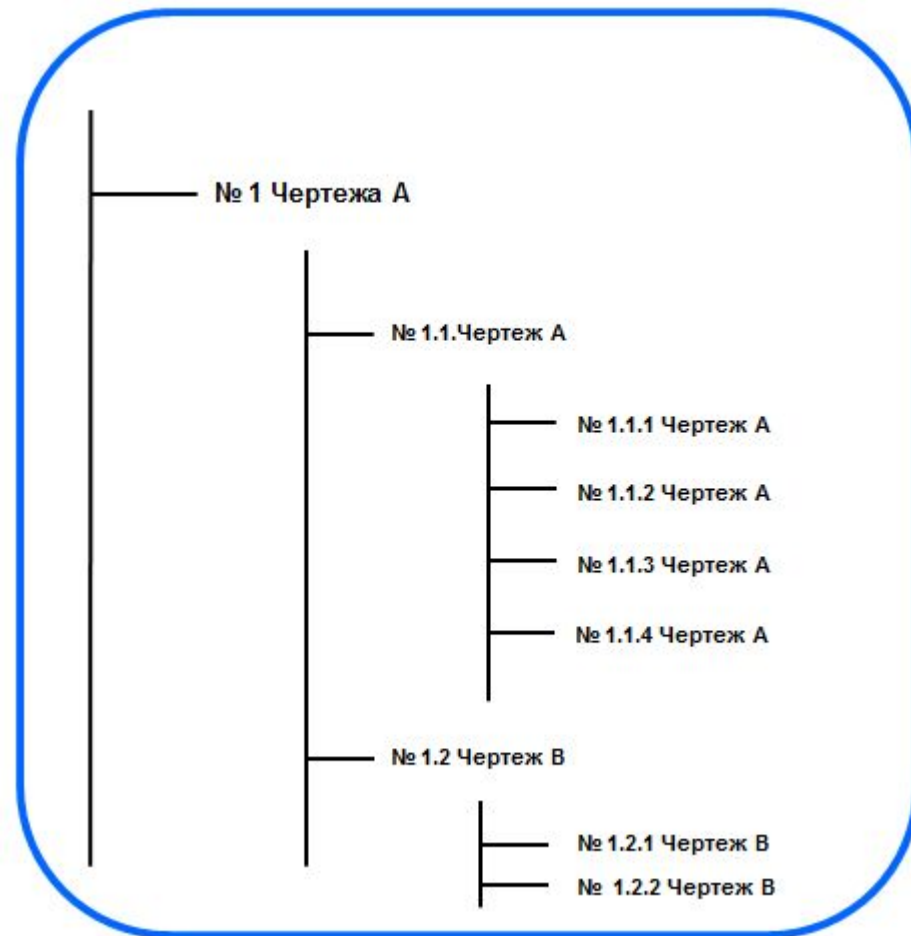 № 1 Чертежа А
№ 1.1.Чертеж А
№ 1.1.1 Чертеж А
№ 1.1.2 Чертеж А
№ 1.1.3 Чертеж А
№ 1.1.4 Чертеж А
№ 1.2 Чертеж В
№ 1.2.1 Чертеж В
№ 1.2.2 Чертеж В